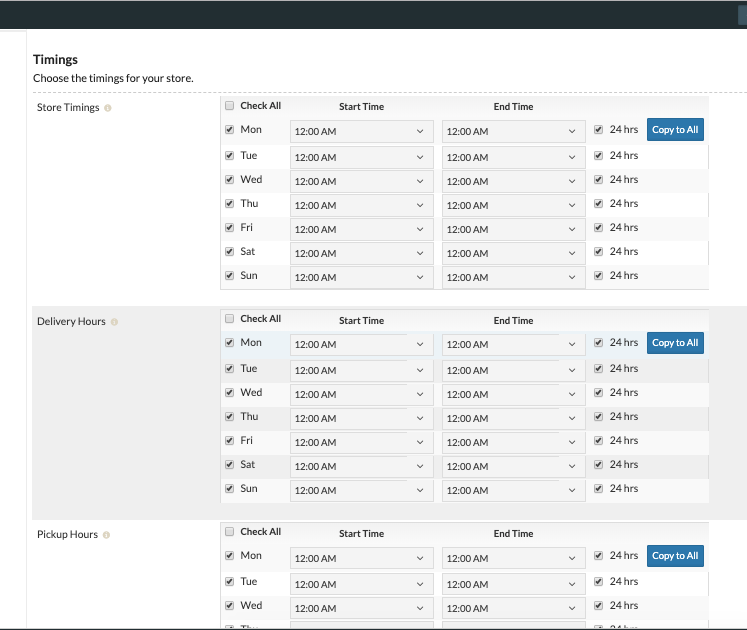 Timings
Choose the timings for your store.
Store Timings
Check All Start Time End Time
Mon 12:00 AM 12:00 AM 24 hrs Copy to All
Tue 12:00 AM 12:00 AM 24 hrs
Wed 12:00 AM 12:00 AM 24 hrs
Thu 12:00 AM 12:00 AM 24 hrs
Fri 12:00 AM 12:00 AM 24 hrs
Sat 12:00 AM 12:00 AM 24 hrs
Sun 12:00 AM 12:00 AM 24 hrs
Delivery Hours
Check All Start Time End Time
Mon 12:00 AM 12:00 AM 24 hrs Copy to All
Tue 12:00 AM 12:00 AM 24 hrs
Wed 12:00 AM 12:00 AM 24 hrs
Thu 12:00 AM 12:00 AM 24 hrs
Fri 12:00 AM 12:00 AM 24 hrs
Sat 12:00 AM 12:00 AM 24 hrs
Sun 12:00 AM 12:00 AM 24 hrs
Pickup Hours
Check All Start Time End Time
Mon 12:00 AM 12:00 AM 24 hrs Copy to All
Tue 12:00 AM 12:00 AM 24 hrs
Wed 12:00 AM 12:00 AM 24 hrs